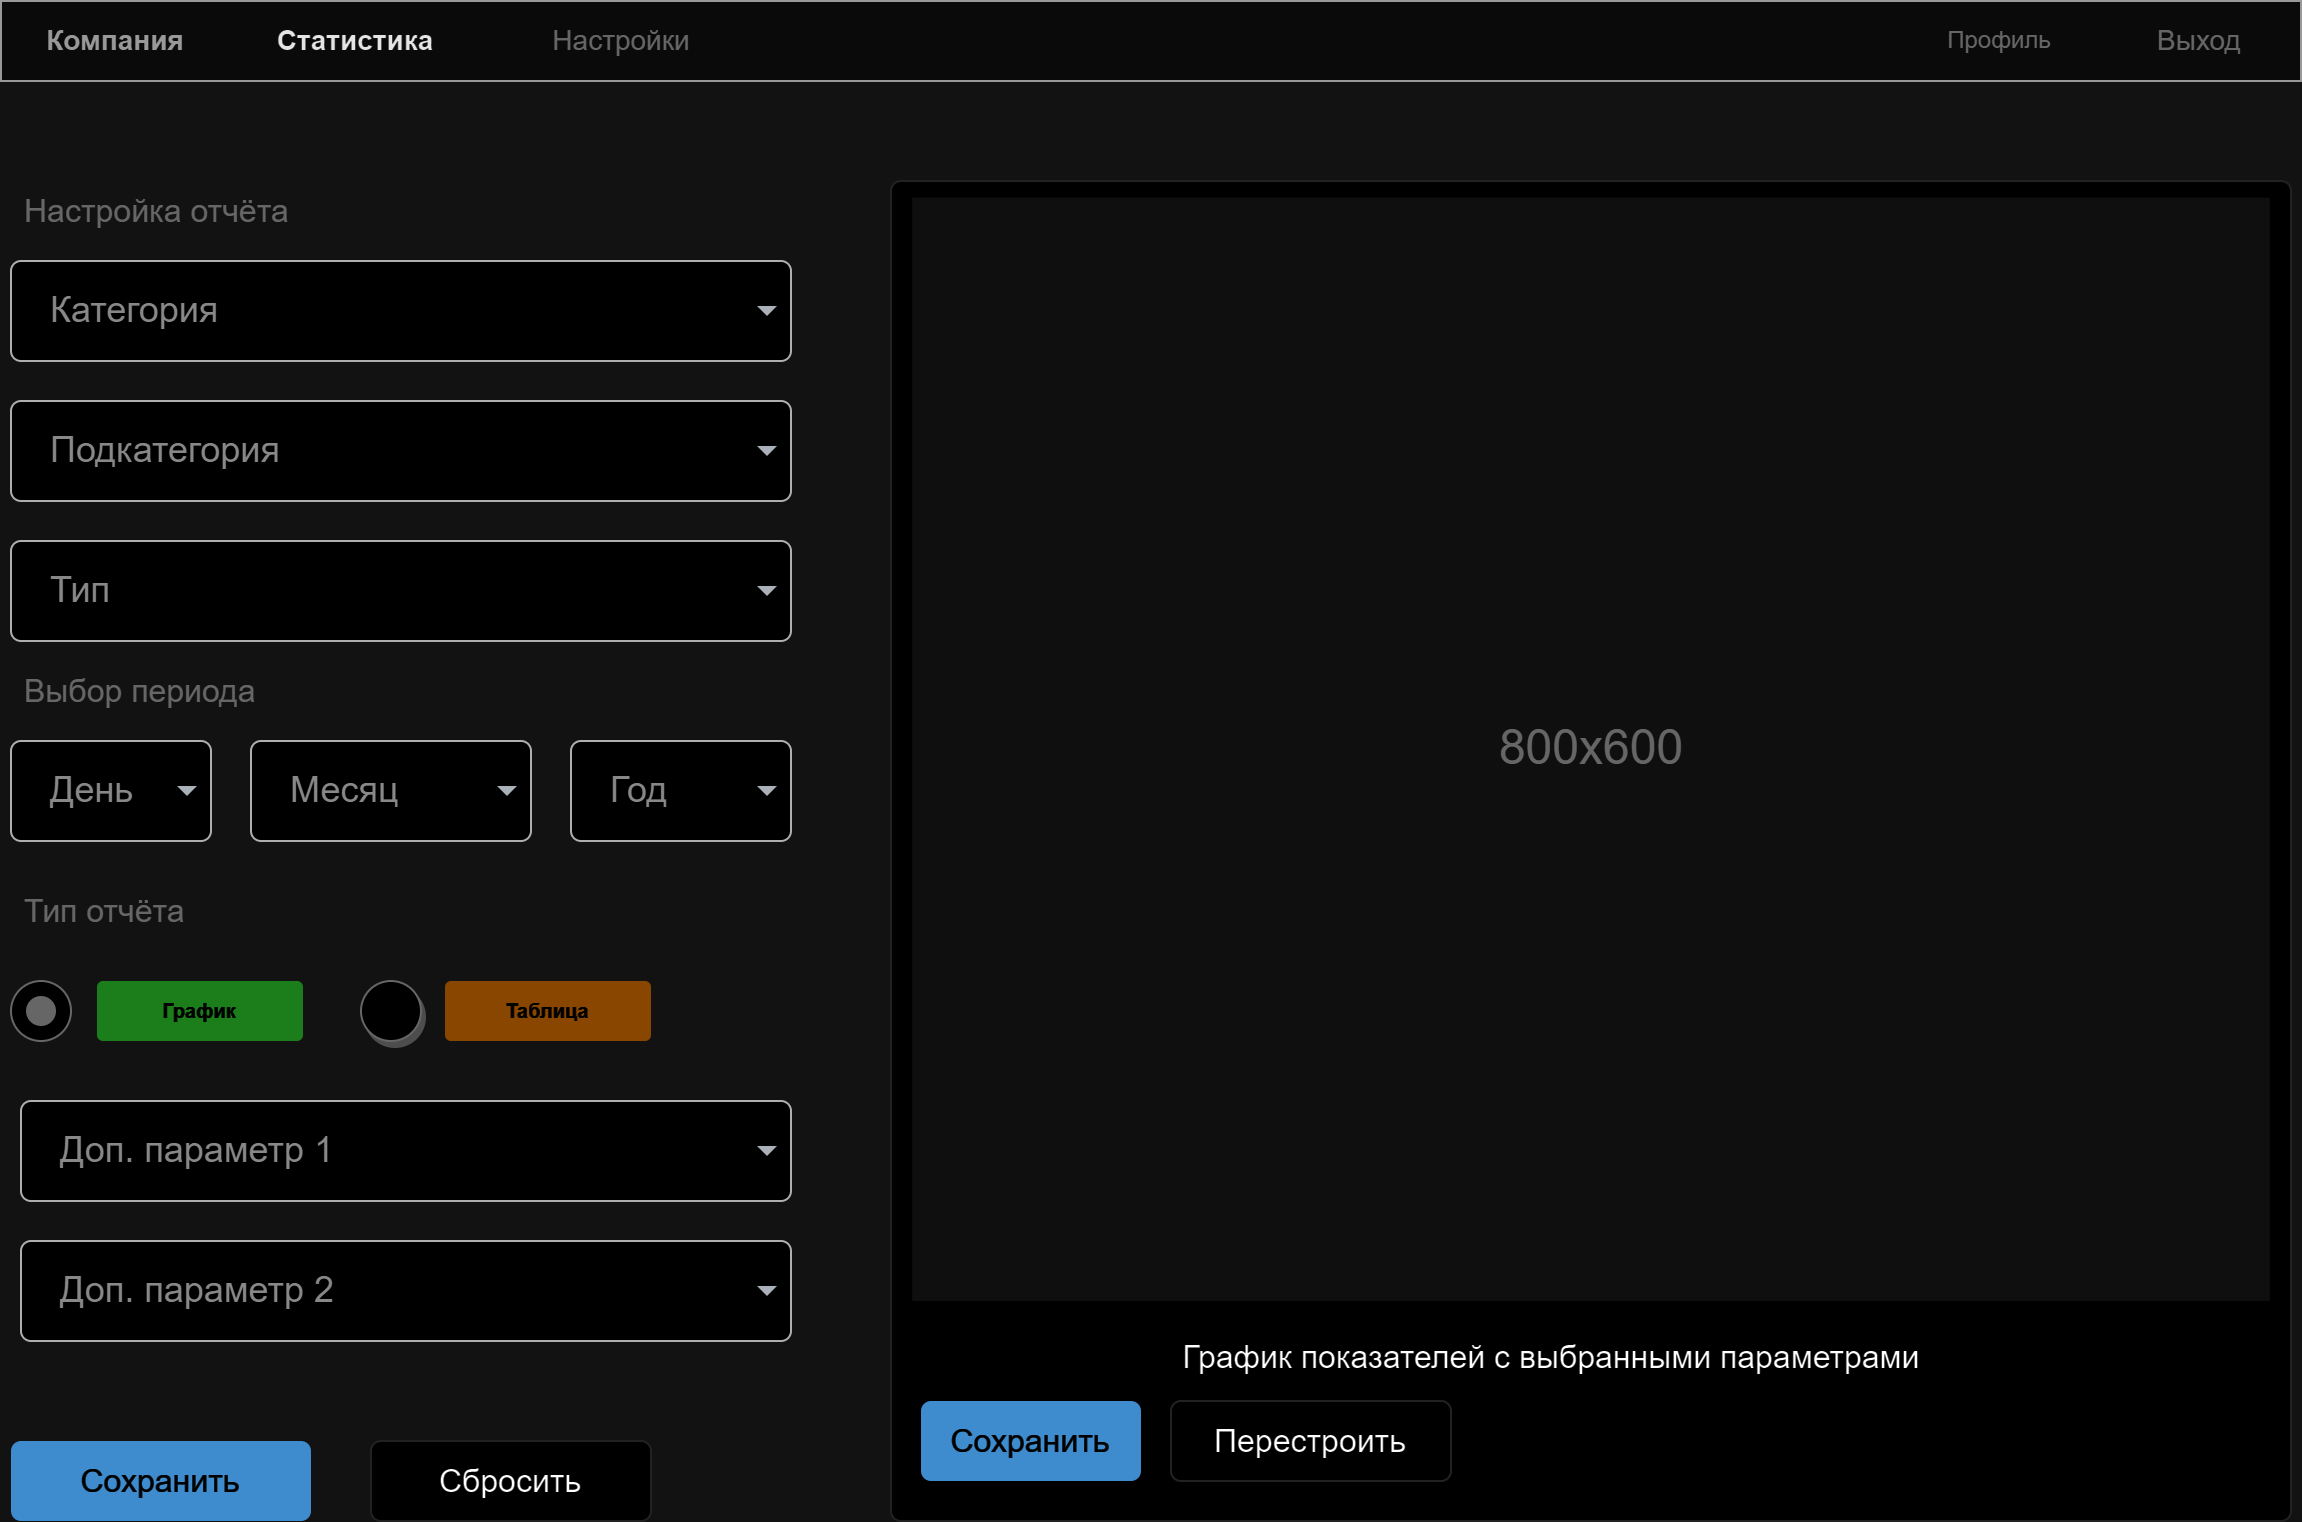 Компания Статистика Настройки Профиль Выход
Настройка отчёта
Категория
Подкатегория
Тип
Выбор периода
День Месяц Год
Тип отчёта
График Таблица
Доп. параметр 1
Доп. параметр 2
Сохранить Сбросить
800x600
График показателей с выбранными параметрами
Сохранить Перестроить